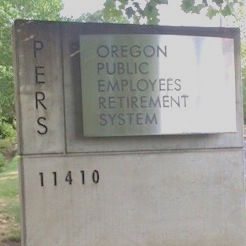 PERS
OREGON
PUBLIC
EMPLOYEES
RETIREMENT
SYSTEM
11410